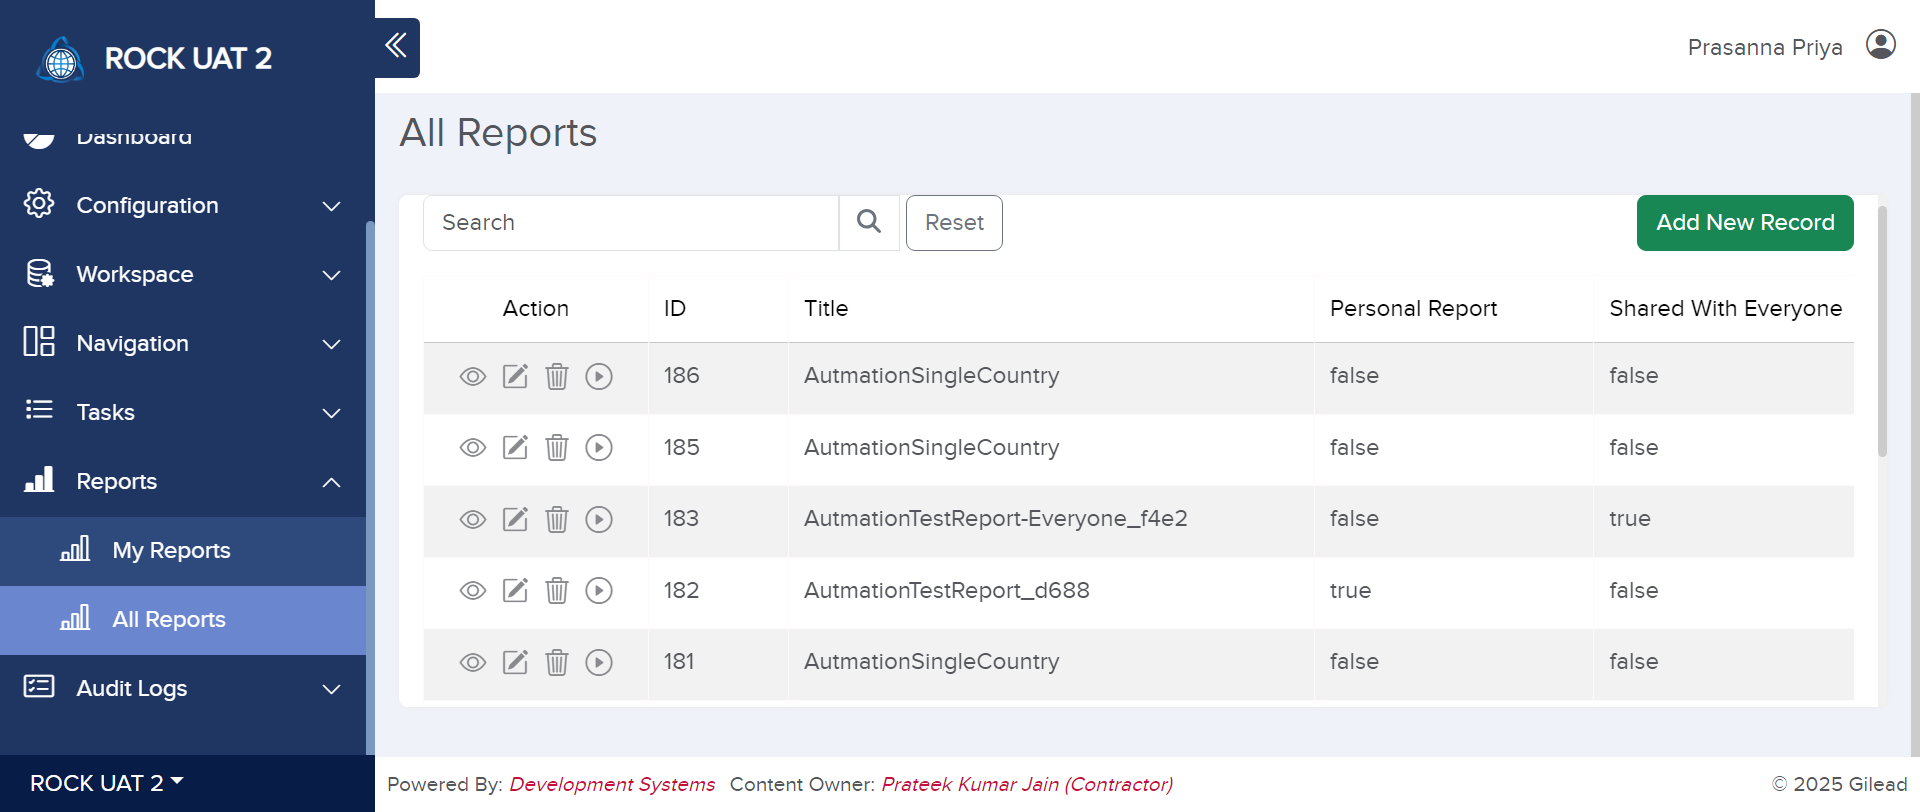 ROCK UAT 2
Prasanna Priya
Dashboard
Configuration
Workspace
Navigation
Tasks
Reports
My Reports
All Reports
Audit Logs
ROCK UAT 2
All Reports
Search
Reset
Add New Record
Action ID Title Personal Report Shared With Everyone
186 AutmationSingleCountry false false
185 AutmationSingleCountry false false
183 AutmationTestReport-Everyone_f4e2 false true
182 AutmationTestReport_d688 true false
181 AutmationSingleCountry false false
Powered By: Development Systems Content Owner: Prateek Kumar Jain (Contractor)
© 2025 Gilead